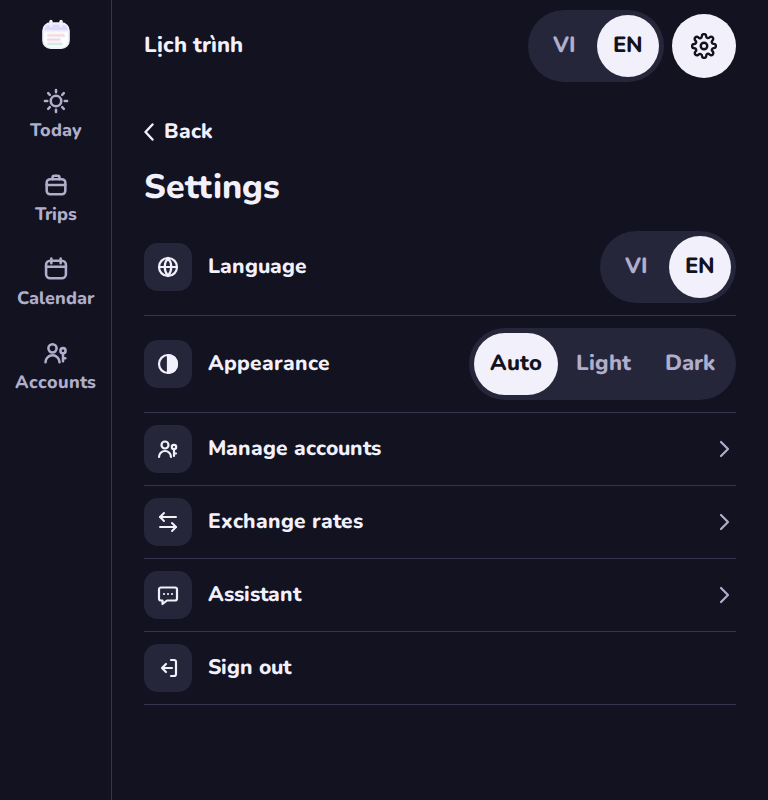 Lịch trình
VI EN
Today
Trips
Calendar
Accounts
Back
Settings
Language
VI EN
Appearance
Auto Light Dark
Manage accounts
Exchange rates
Assistant
Sign out